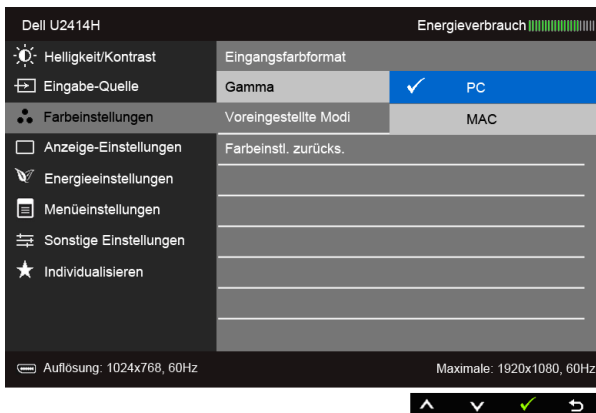 Dell U2414H Energieverbrauch
Helligkeit/Kontrast Eingangsfarbformat
Eingabe-Quelle Gamma PC
Farbeinstellungen Voreingestellte Modi MAC
Anzeige-Einstellungen Farbeinstl. zurücks.
Energieeinstellungen
Menüeinstellungen
Sonstige Einstellungen
Individualisieren
Auflösung: 1024x768, 60Hz Maximale: 1920x1080, 60Hz